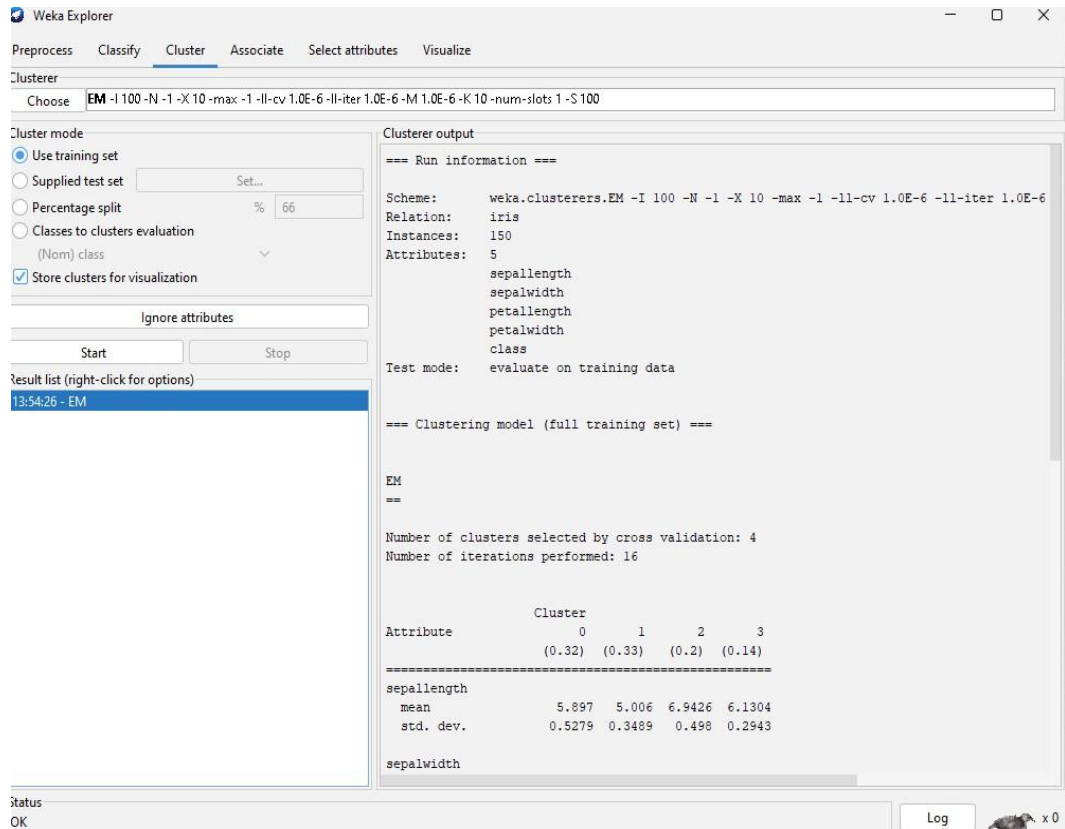 Weka Explorer
Preprocess Classify Cluster Associate Select attributes Visualize
Clusterer
Choose EM -I 100 -N -1 -X 10 -max -1 -ll-cv 1.0E-6 -ll-iter 1.0E-6 -M 1.0E-6 -K 10 -num-slots 1 -S 100
Cluster mode
Use training set
Supplied test set Set...
Percentage split % 66
Classes to clusters evaluation
(Nom) class
Store clusters for visualization
Ignore attributes
Start Stop
Result list (right-click for options)
13:54:26 - EM
Clusterer output
=== Run information ===
Scheme: weka.clusterers.EM -I 100 -N -1 -X 10 -max -1 -ll-cv 1.0E-6 -ll-iter 1.0E-6
Relation: iris
Instances: 150
Attributes: 5
sepallength
sepalwidth
petallength
petalwidth
class
Test mode: evaluate on training data
=== Clustering model (full training set) ===
EM
==
Number of clusters selected by cross validation: 4
Number of iterations performed: 16
Cluster
Attribute 0 1 2 3
(0.32) (0.33) (0.2) (0.14)
====================================================
sepallength
mean 5.897 5.006 6.9426 6.1304
std. dev. 0.5279 0.3489 0.498 0.2943
sepalwidth
Status
OK
Log x 0